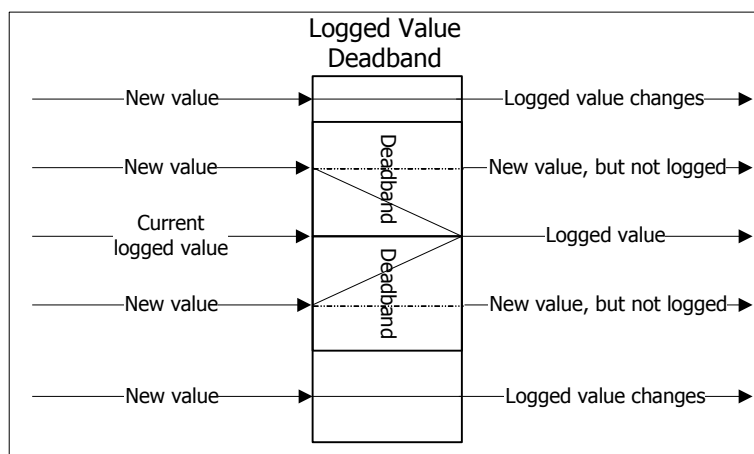 Logged Value
Deadband
New value
Logged value changes
New value
Deadband
New value, but not logged
Current
logged value
Logged value
New value
Deadband
New value, but not logged
New value
Logged value changes